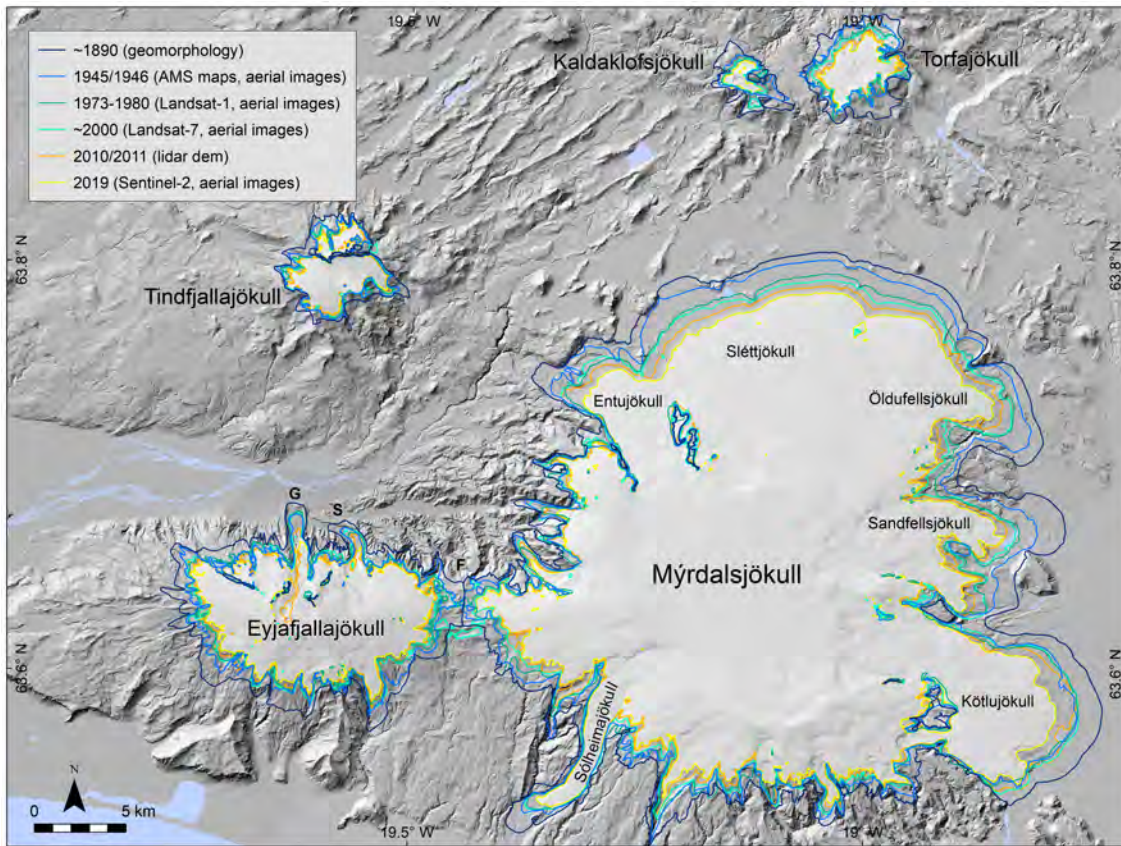 19.5° W
19° W
~1890 (geomorphology)
1945/1946 (AMS maps, aerial images)
1973-1980 (Landsat-1, aerial images)
~2000 (Landsat-7, aerial images)
2010/2011 (lidar dem)
2019 (Sentinel-2, aerial images)
Kaldaklofsjökull
Torfajökull
63.8° N
63.8° N
Tindfjallajökull
Sléttjökull
Entujökull
Öldufellsjökull
G
S
F
Sandfellsjökull
Mýrdalsjökull
Eyjafjallajökull
63.6° N
63.6° N
Kötlujökull
Sólheimajökull
N
0 5 km
19.5° W
19° W